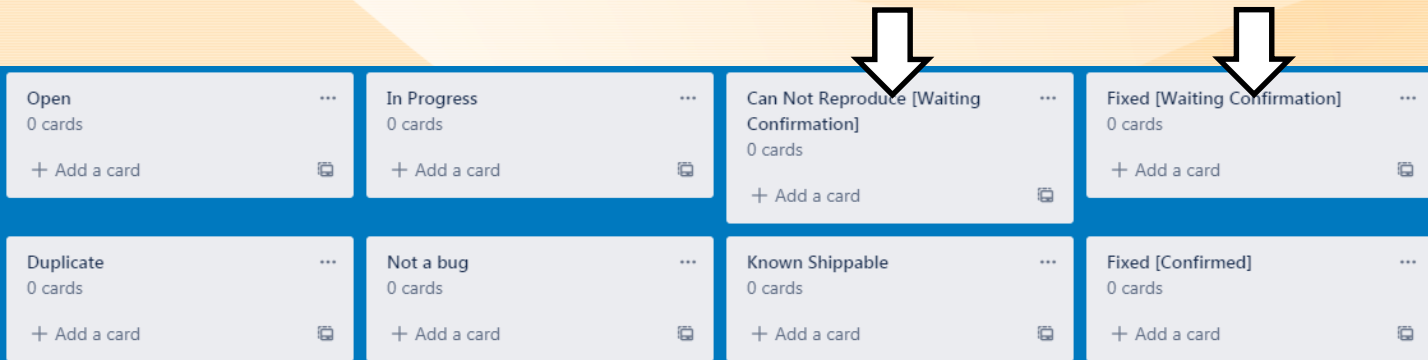 Open
0 cards
+ Add a card
In Progress
0 cards
+ Add a card
Can Not Reproduce [Waiting
Confirmation]
0 cards
+ Add a card
Fixed [Waiting Confirmation]
0 cards
+ Add a card
Duplicate
0 cards
+ Add a card
Not a bug
0 cards
+ Add a card
Known Shippable
0 cards
+ Add a card
Fixed [Confirmed]
0 cards
+ Add a card